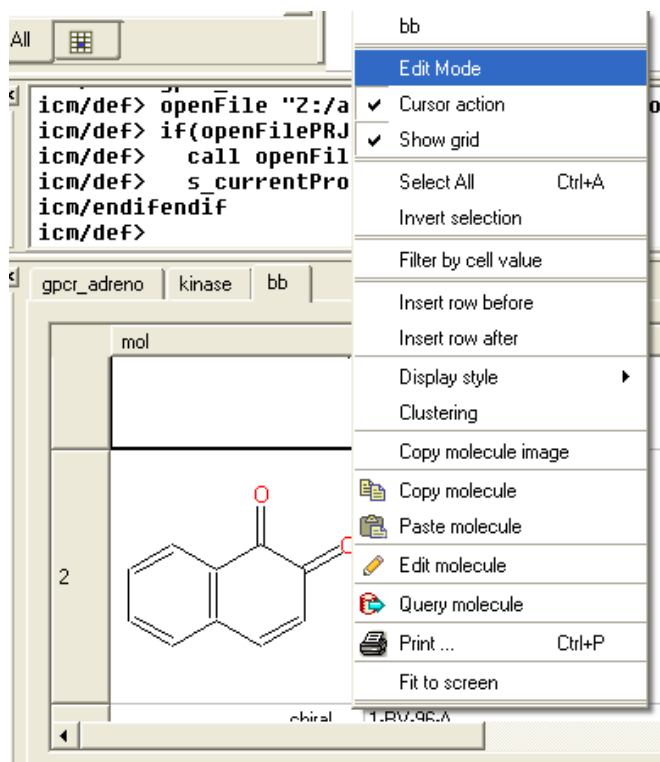 All
icm/def> openFile "Z:/a
icm/def> if(openFilePRJ
icm/def>   call openFil
icm/def>   s_currentPro
icm/endifendif
icm/def>
gpcr_adreno kinase bb
mol
O
O
2
chiral 1-BV-96-A
bb
Edit Mode
Cursor action
Show grid
Select All Ctrl+A
Invert selection
Filter by cell value
Insert row before
Insert row after
Display style
Clustering
Copy molecule image
Copy molecule
Paste molecule
Edit molecule
Query molecule
Print ... Ctrl+P
Fit to screen